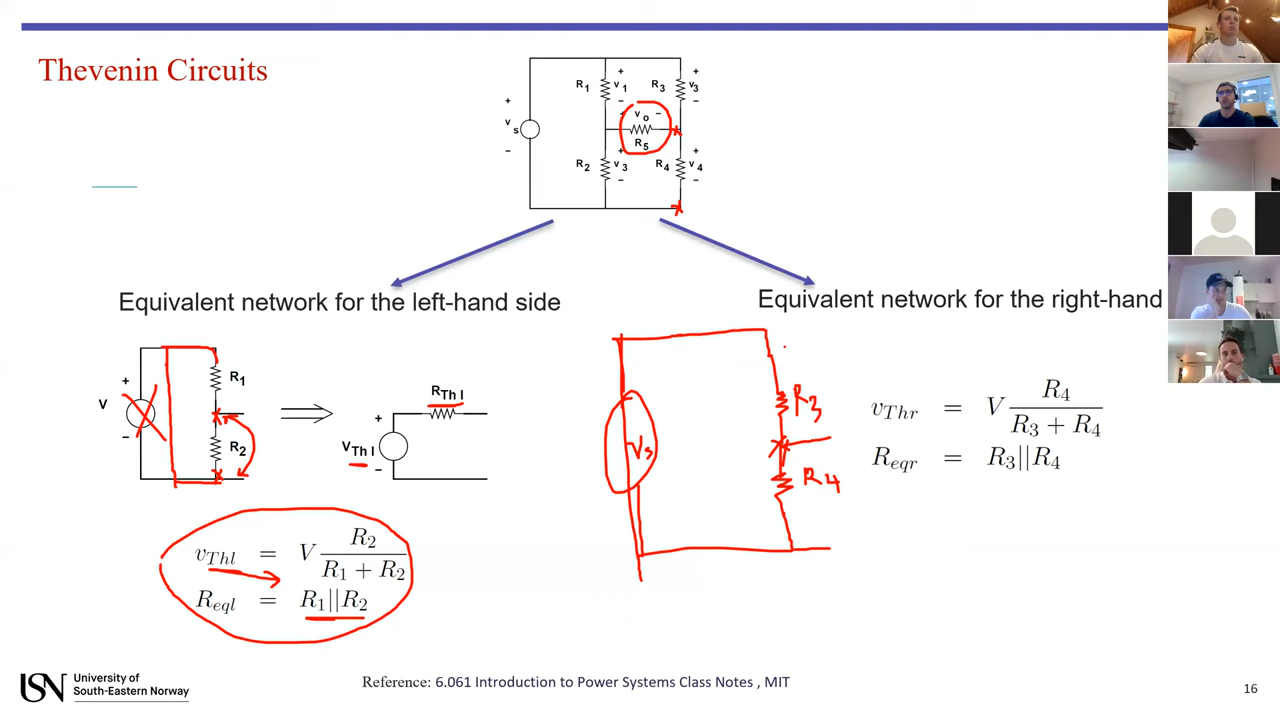 Thevenin Circuits
+
R1
v1
−
R3
+
v3
−
+
vs
−
+
vo
−
R5
R2
+
v3
−
R4
+
v4
−
Equivalent network for the left-hand side
Equivalent network for the right-hand
+
V
−
R1
R2
RTh l
+
VTh l
−
Vs
R3
R4
vThr = V R4 / (R3 + R4)
Reqr = R3||R4
vThl = V R2 / (R1 + R2)
Reql = R1||R2
USN University of
South-Eastern Norway
Reference: 6.061 Introduction to Power Systems Class Notes , MIT
16